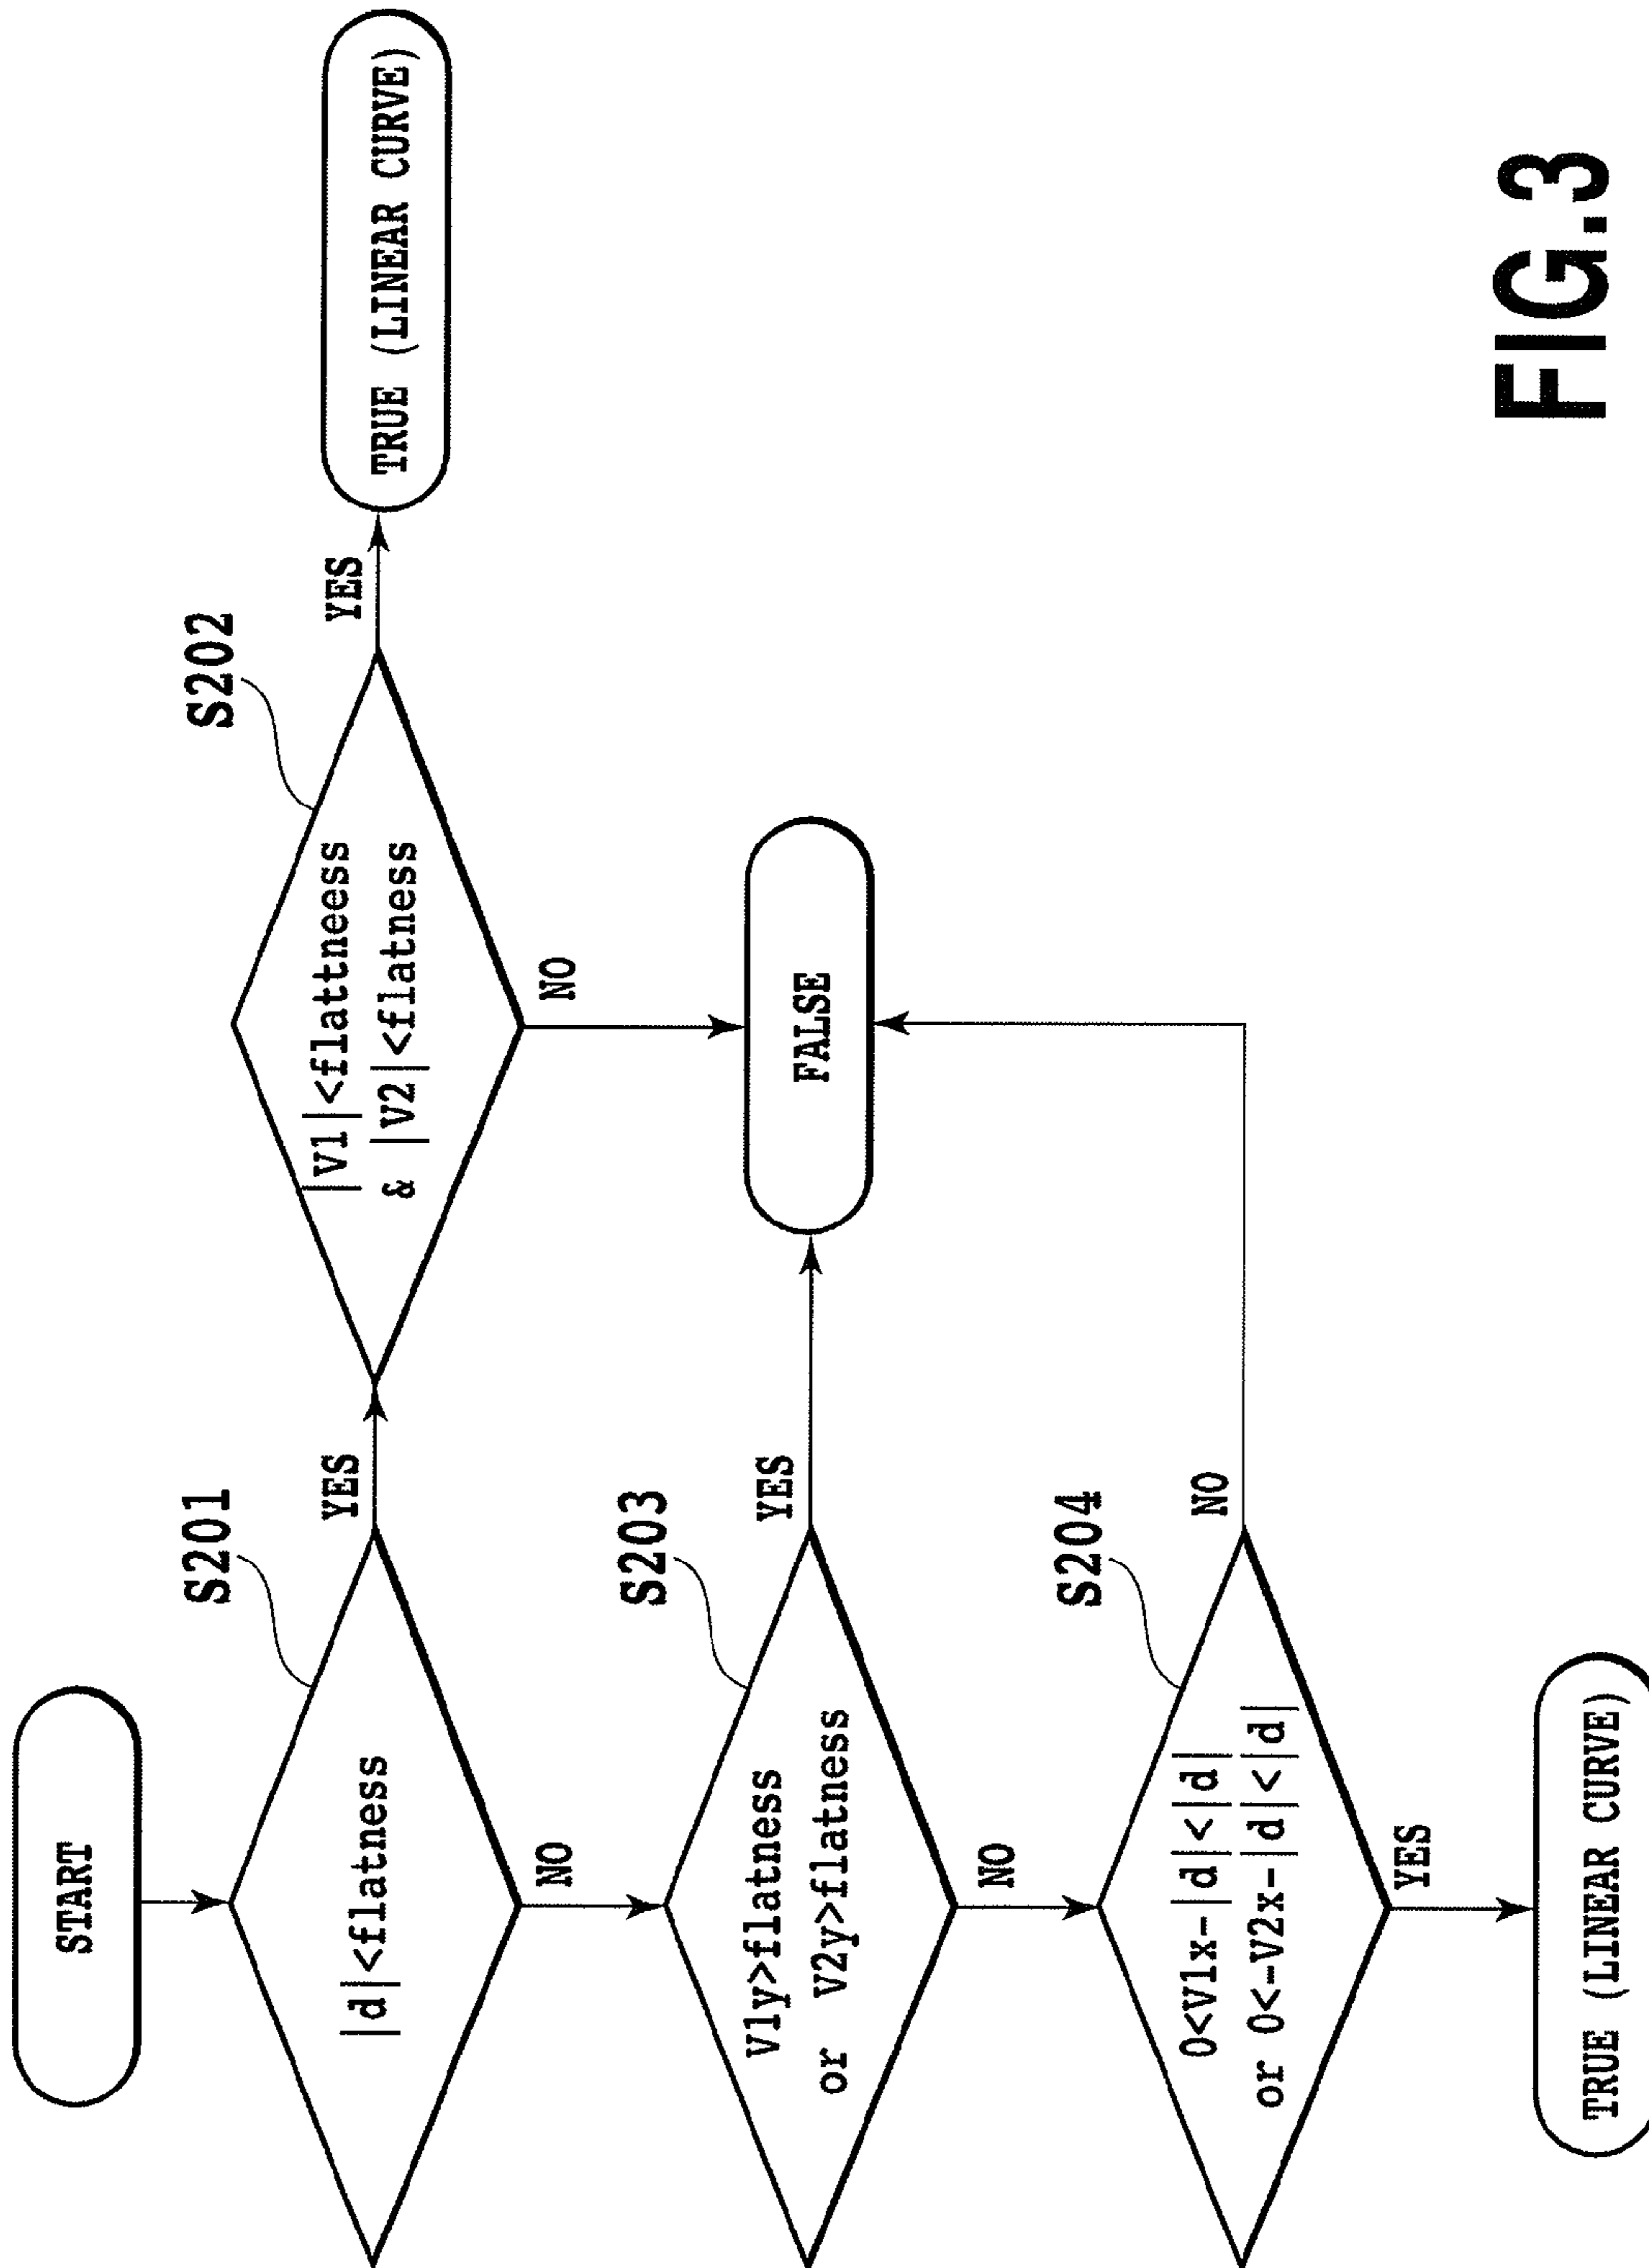 START
S201
|d|<flatness
YES
NO
S202
|V1|<flattneess
& |V2|<flatness
YES
NO
TRUE (LINEAR CURVE)
S203
V1y>flatness
or V2y>flatness
YES
NO
FALSE
S204
0<V1x-|d|<|d|
or 0<-V2x-|d|<|d|
NO
YES
TRUE (LINEAR CURVE)
FIG.3